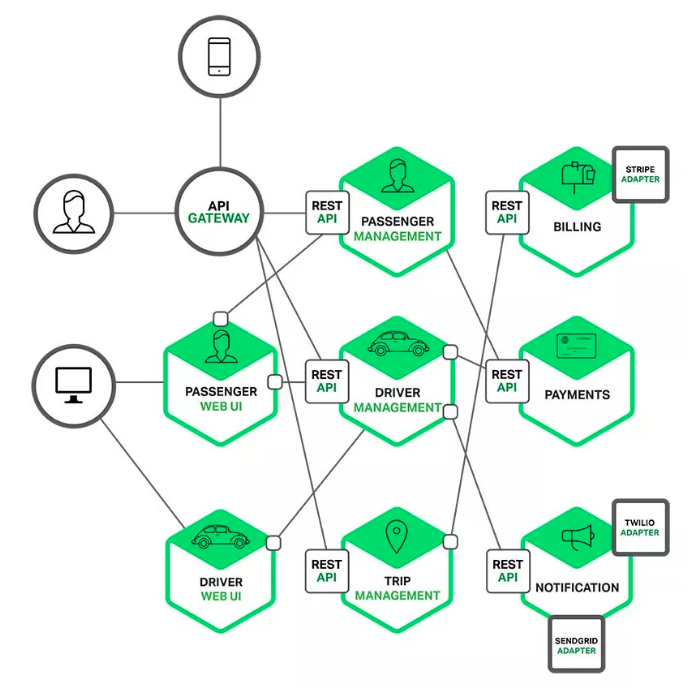 API
GATEWAY
REST
API
PASSENGER
MANAGEMENT
REST
API
BILLING
STRIPE
ADAPTER
PASSENGER
WEB UI
REST
API
DRIVER
MANAGEMENT
REST
API
PAYMENTS
DRIVER
WEB UI
REST
API
TRIP
MANAGEMENT
REST
API
NOTIFICATION
TWILIO
ADAPTER
SENDGRID
ADAPTER